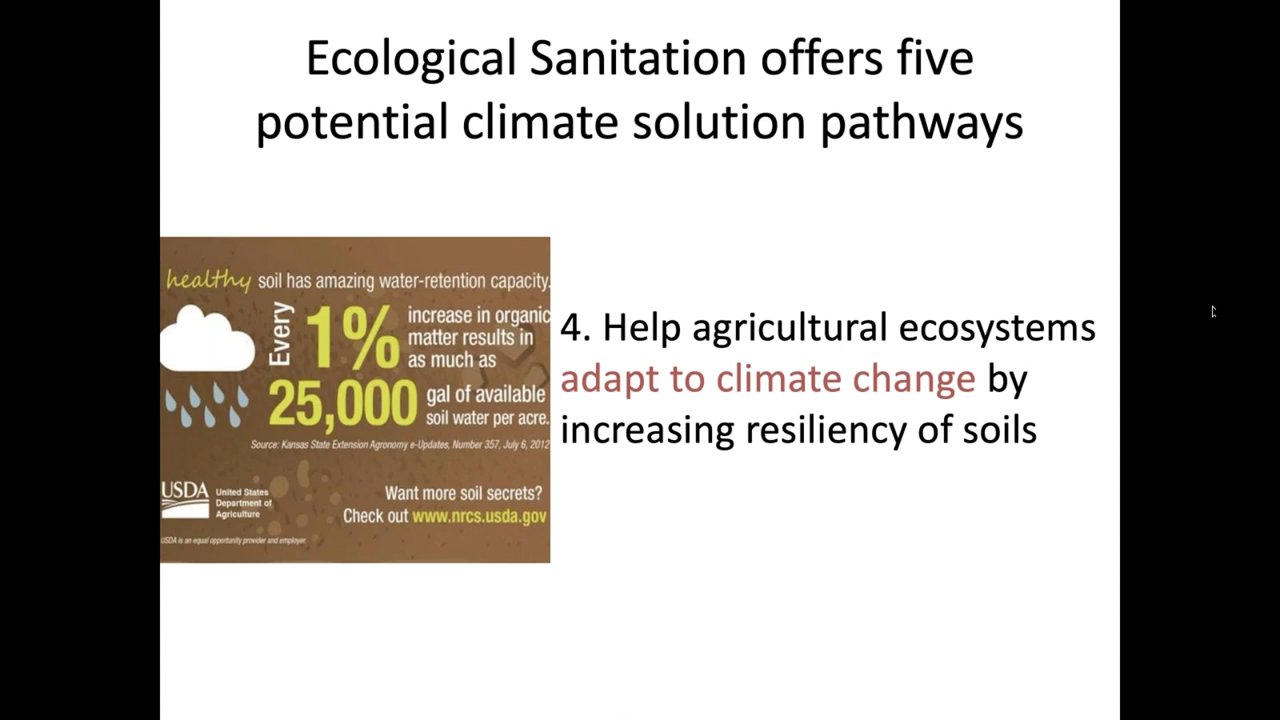 Ecological Sanitation offers five
potential climate solution pathways
healthy soil has amazing water-retention capacity.
Every 1% increase in organic
matter results in
as much as
25,000 gal of available
soil water per acre.
Source: Kansas State Extension Agronomy e-Updates, Number 357, July 6, 2012
USDA United States
Department of
Agriculture
Want more soil secrets?
Check out www.nrcs.usda.gov
USDA is an equal opportunity provider and employer.
4. Help agricultural ecosystems
adapt to climate change by
increasing resiliency of soils